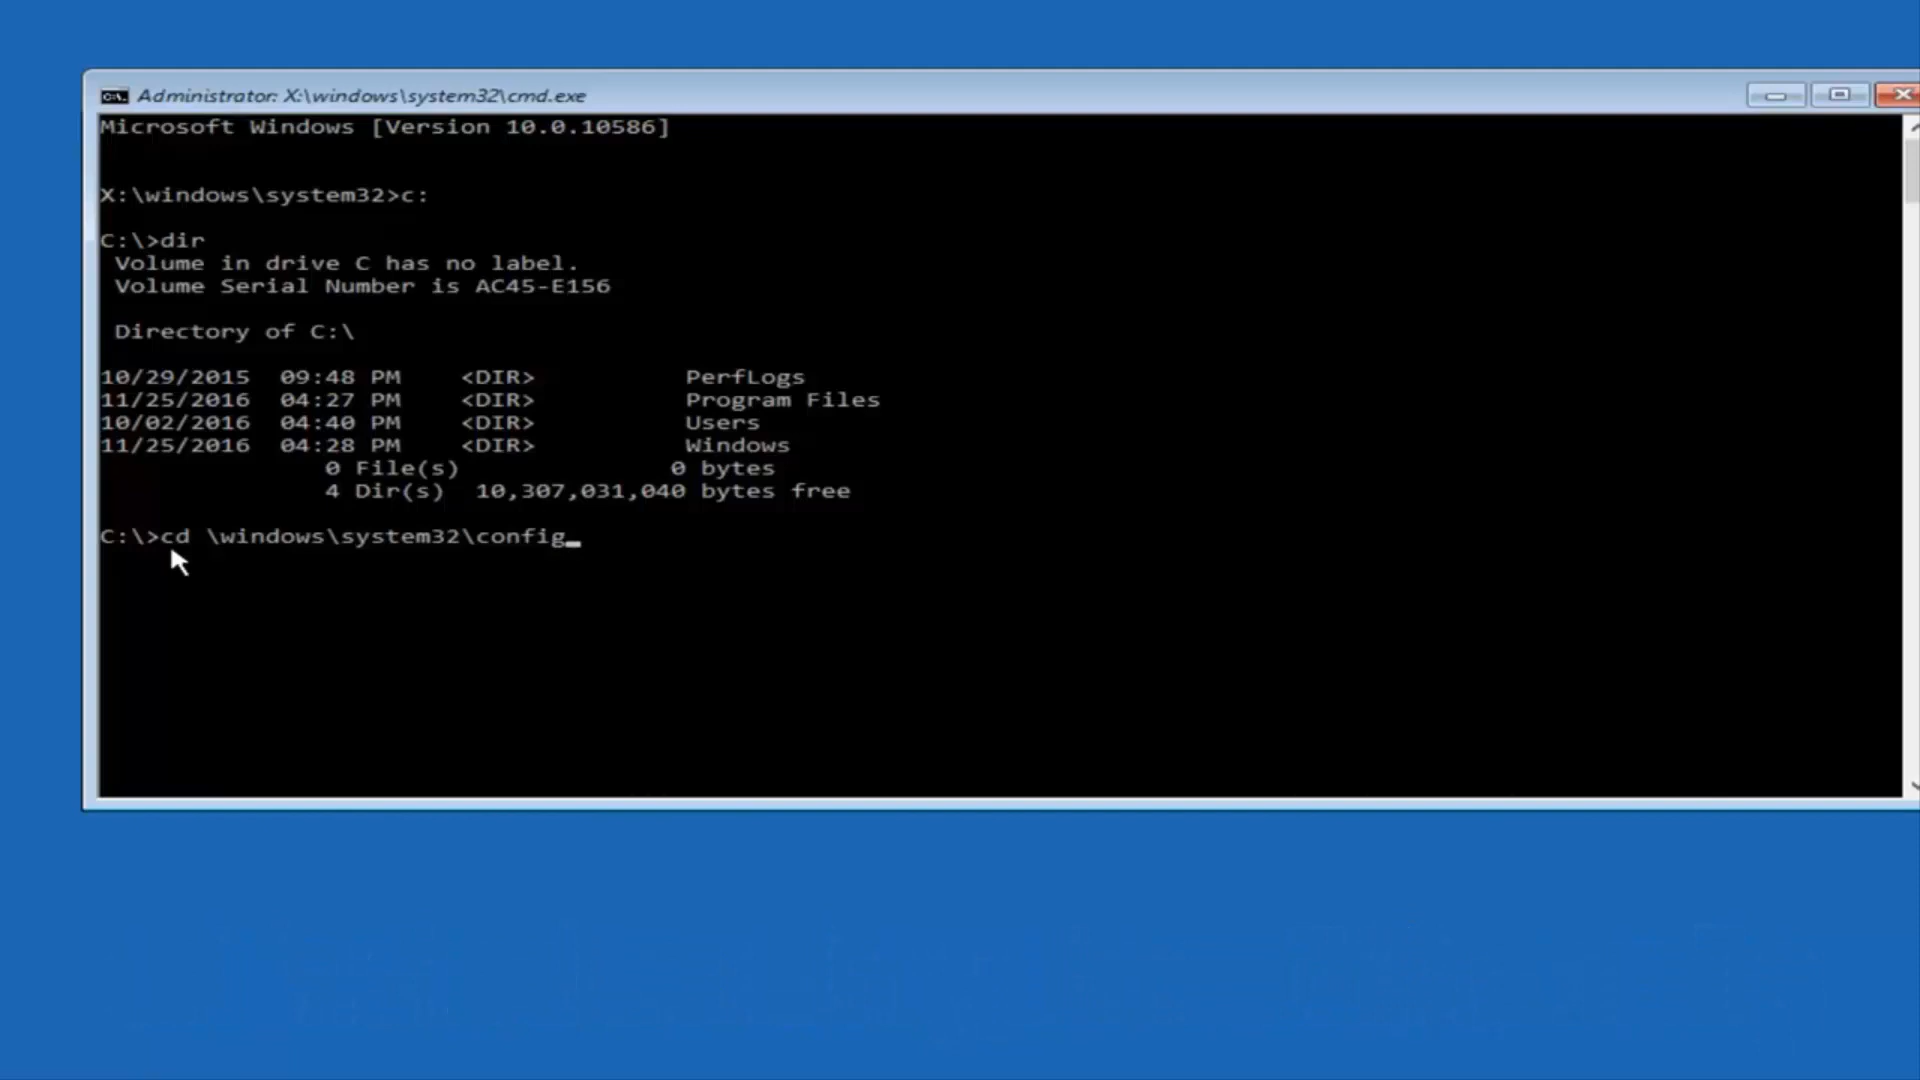 Administrator: X:\windows\system32\cmd.exe
Microsoft Windows [Version 10.0.10586]
X:\windows\system32>c:
C:\>dir
Volume in drive C has no label.
Volume Serial Number is AC45-E156
Directory of C:\
10/29/2015  09:48 PM    <DIR>          PerfLogs
11/25/2016  04:27 PM    <DIR>          Program Files
10/02/2016  04:40 PM    <DIR>          Users
11/25/2016  04:28 PM    <DIR>          Windows
0 File(s)              0 bytes
4 Dir(s)  10,307,031,040 bytes free
C:\>cd \windows\system32\config_